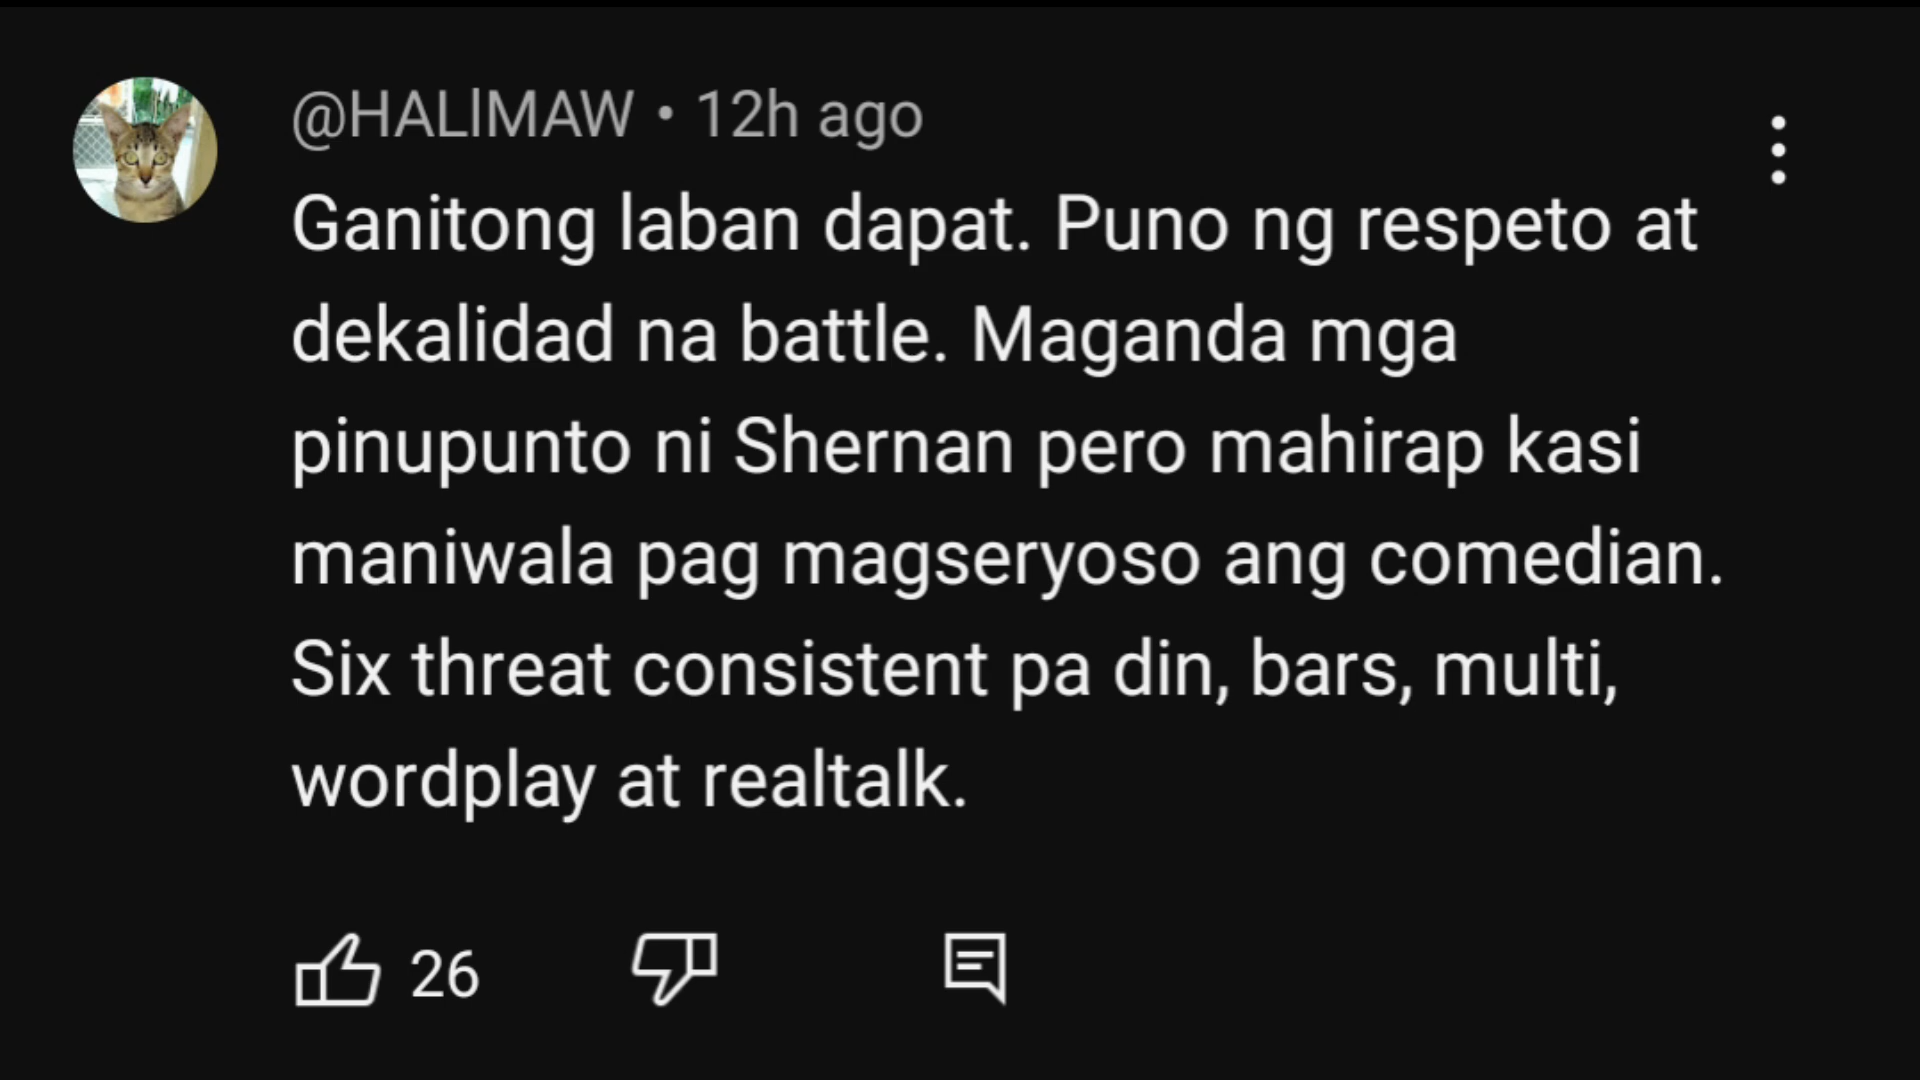 @HALlMAW • 12h ago
Ganitong laban dapat. Puno ng respeto at
dekalidad na battle. Maganda mga
pinupunto ni Shernan pero mahirap kasi
maniwala pag magseryoso ang comedian.
Six threat consistent pa din, bars, multi,
wordplay at realtalk.
26